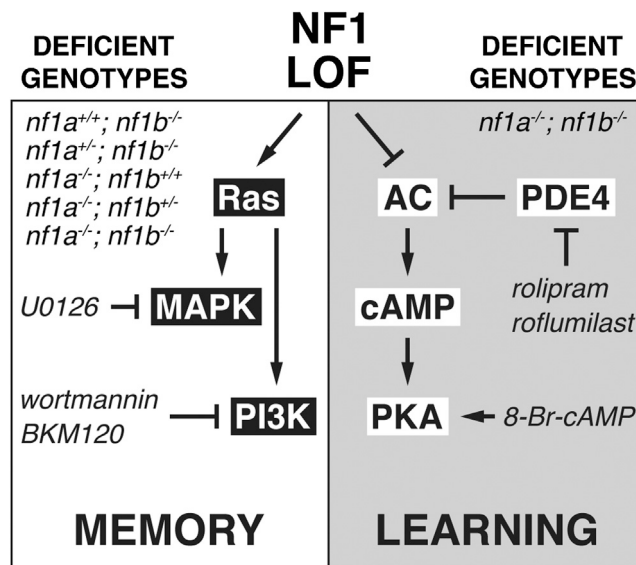 NF1
LOF
DEFICIENT
GENOTYPES
DEFICIENT
GENOTYPES
nf1a+/+; nf1b-/-
nf1a+/-; nf1b-/-
nf1a-/-; nf1b+/+
nf1a-/-; nf1b+/-
nf1a-/-; nf1b-/-
Ras
U0126
MAPK
wortmannin
BKM120
PI3K
MEMORY
nf1a-/-; nf1b-/-
AC
PDE4
cAMP
rolipram
roflumilast
PKA
8-Br-cAMP
LEARNING